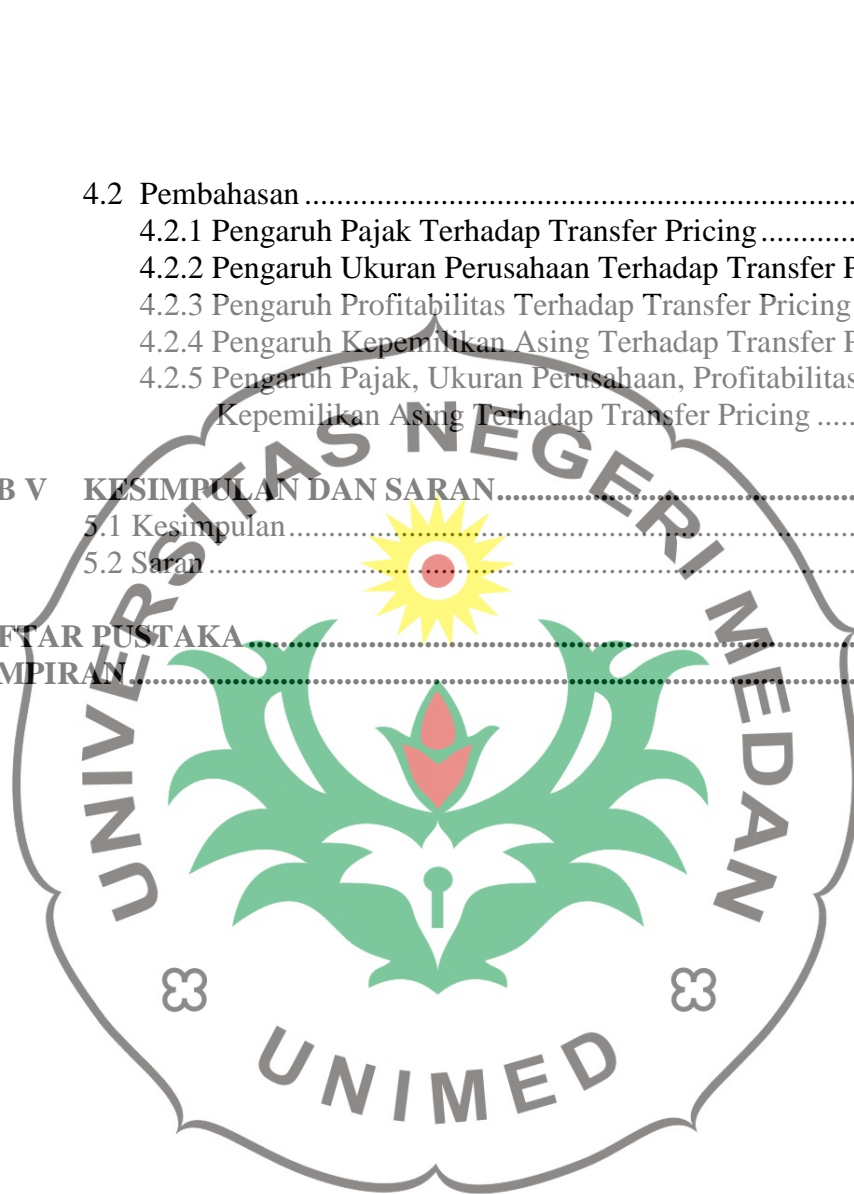 4.2 Pembahasan ................................................................................
4.2.1 Pengaruh Pajak Terhadap Transfer Pricing ..............
4.2.2 Pengaruh Ukuran Perusahaan Terhadap Transfer P
4.2.3 Pengaruh Profitabilitas Terhadap Transfer Pricing
4.2.4 Pengaruh Kepemilikan Asing Terhadap Transfer P
4.2.5 Pengaruh Pajak, Ukuran Perusahaan, Profitabilitas
Kepemilikan Asing Terhadap Transfer Pricing .....
B V KESIMPULAN DAN SARAN......................................................
5.1 Kesimpulan ................................................................................
5.2 Saran ................................................................................
FTAR PUSTAKA ................................................................................
MPIRAN ................................................................................
UNIVERSITAS NEGERI MEDAN
UNIMED